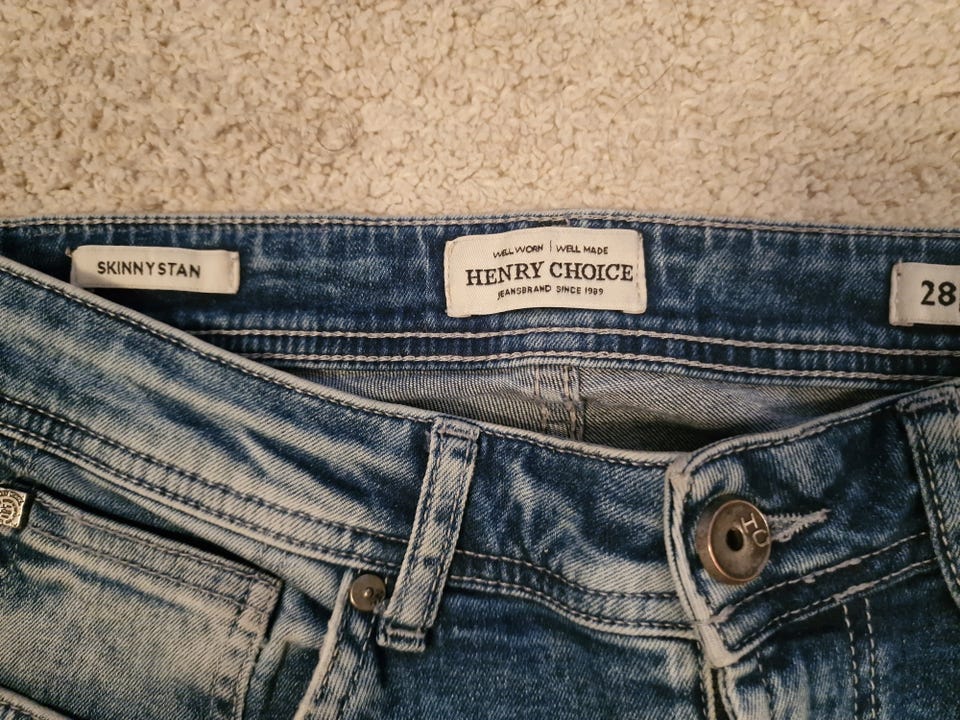 SKINNYSTAN
WELL WORN | WELL MADE
HENRY CHOICE
JEANSBRAND SINCE 1989
28
HC